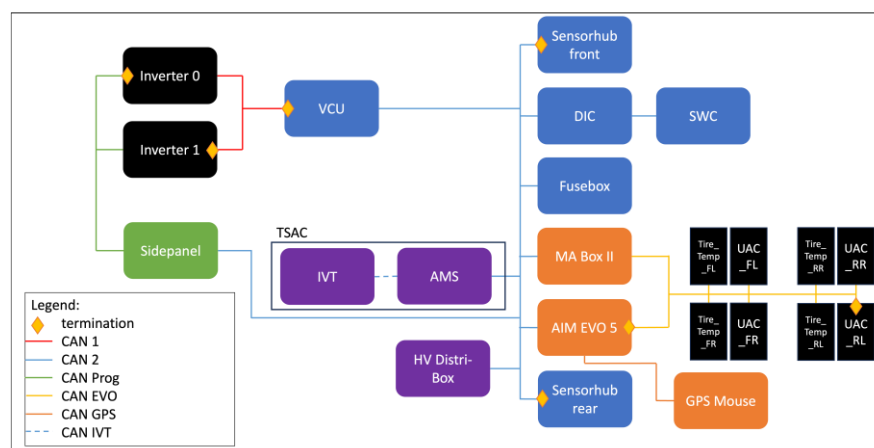 Inverter 0
Inverter 1
Sidepanel
VCU
TSAC
IVT
AMS
HV Distri-
Box
Sensorhub
front
DIC
SWC
Fusebox
MA Box II
AIM EVO 5
Sensorhub
rear
GPS Mouse
Tire_
Temp
_FL
UAC
_FL
Tire_
Temp
_RR
UAC
_RR
Tire_
Temp
_FR
UAC
_FR
Tire_
Temp
_RL
UAC
_RL
Legend:
termination
CAN 1
CAN 2
CAN Prog
CAN EVO
CAN GPS
CAN IVT